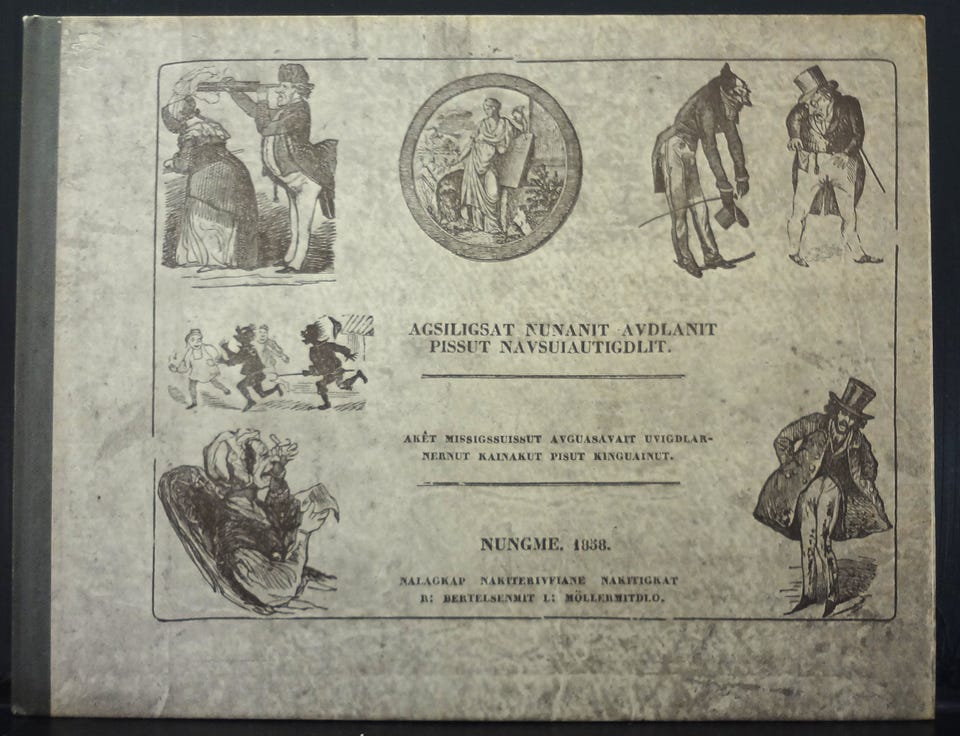 AGSILIGSAT NUNANIT AVDLANIT
PISSUT NAVSUIAUTIGDLIT.
AKÊT MISSIGSSUISSUT AVGUASAVAIT UVIGDLAR-
NERNUT KAINAKUT PISUT KINGUAINUT.
NUNGME, 1858.
NALAGKAP NAKITERIVFIANE NAKITIGKAT
R: BERTELSENMIT L: MÖLLERMITDLO.